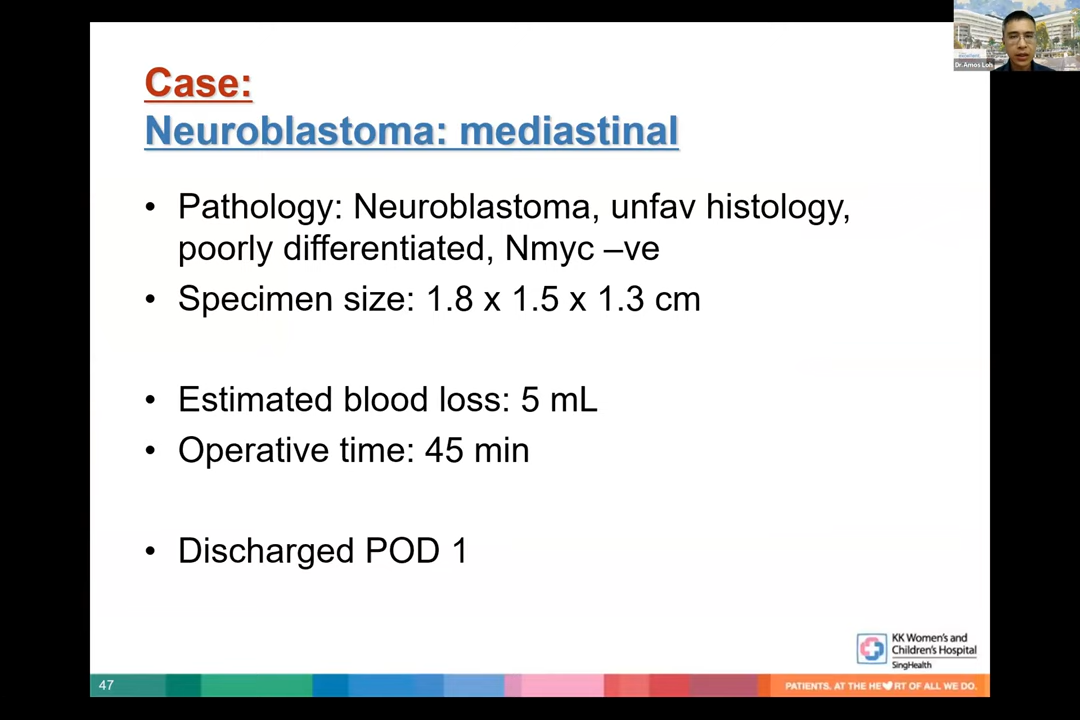 Case:
Neuroblastoma: mediastinal
• Pathology: Neuroblastoma, unfav histology,
poorly differentiated, Nmyc –ve
• Specimen size: 1.8 x 1.5 x 1.3 cm
• Estimated blood loss: 5 mL
• Operative time: 45 min
• Discharged POD 1
KK Women's and
Children's Hospital
SingHealth
47
PATIENTS. AT THE HE RT OF ALL WE DO.
Dr.Amos Loh